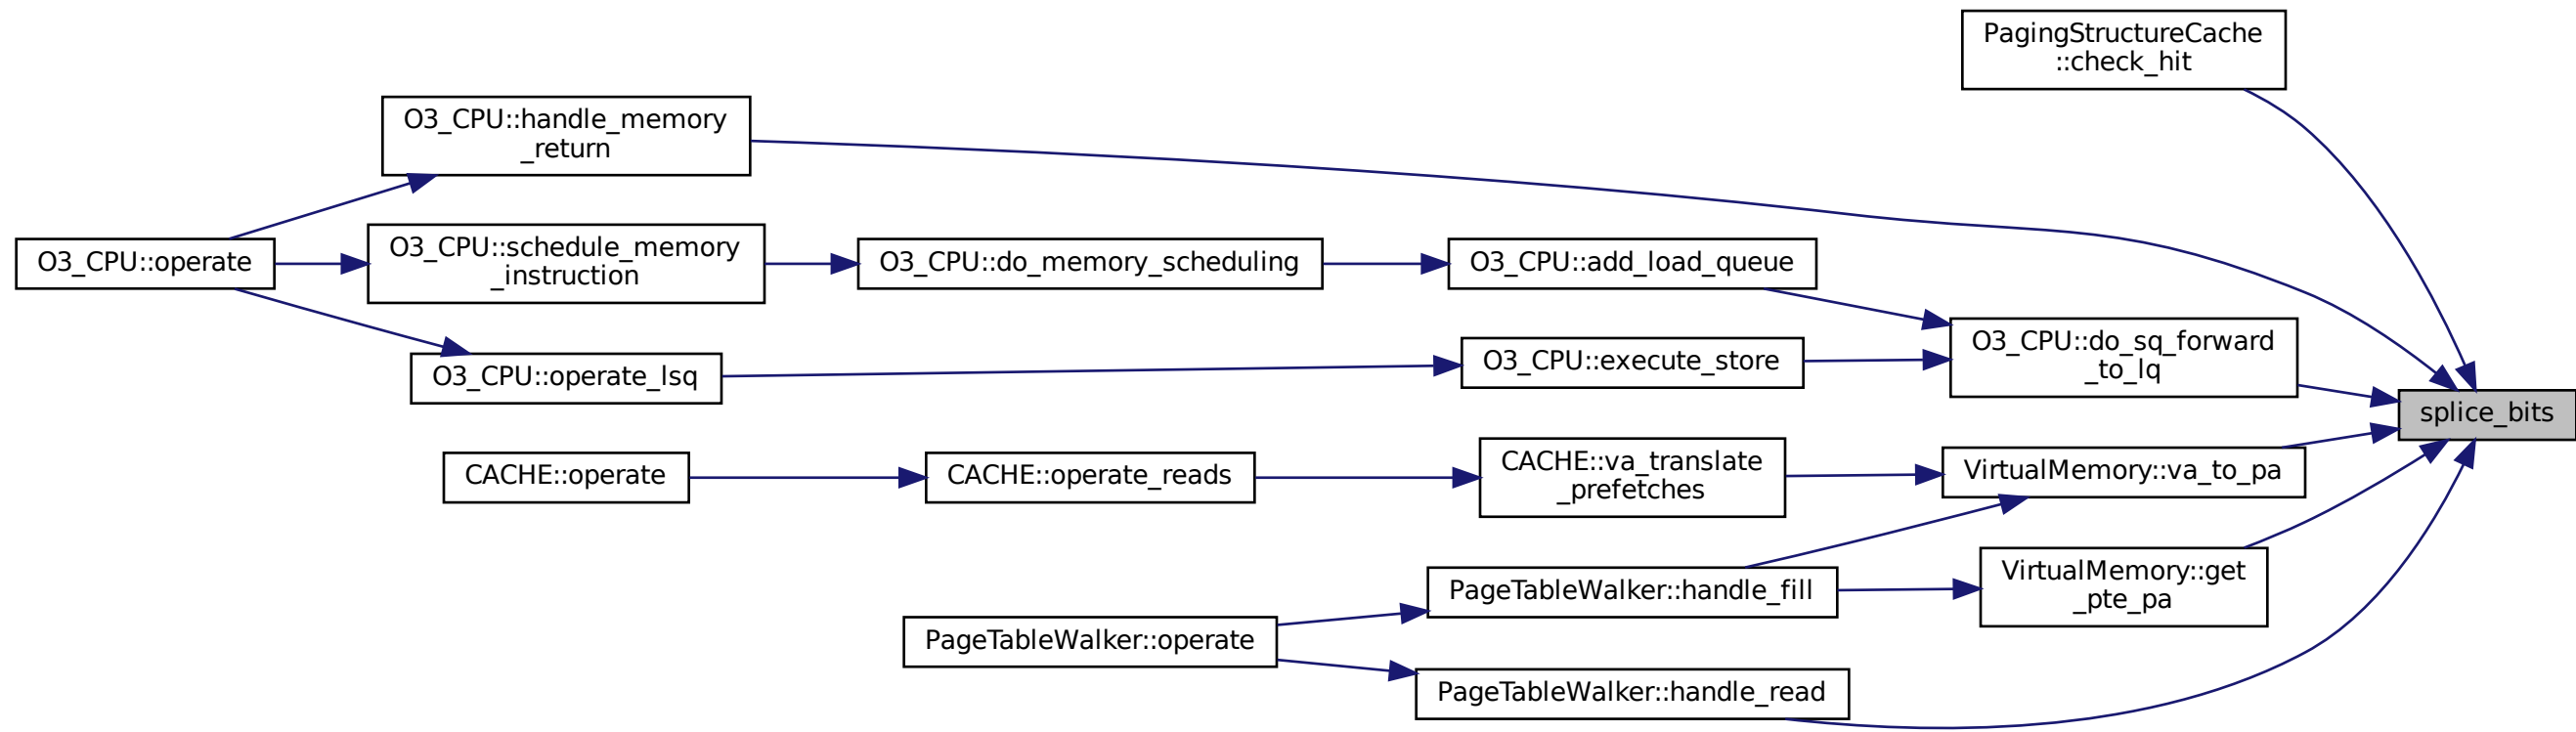 PagingStructureCache
::check_hit
O3_CPU::handle_memory
_return
O3_CPU::operate
O3_CPU::schedule_memory
_instruction
O3_CPU::do_memory_scheduling
O3_CPU::add_load_queue
O3_CPU::operate_lsq
O3_CPU::execute_store
O3_CPU::do_sq_forward
_to_lq
splice_bits
CACHE::operate
CACHE::operate_reads
CACHE::va_translate
_prefetches
VirtualMemory::va_to_pa
PageTableWalker::handle_fill
VirtualMemory::get
_pte_pa
PageTableWalker::operate
PageTableWalker::handle_read